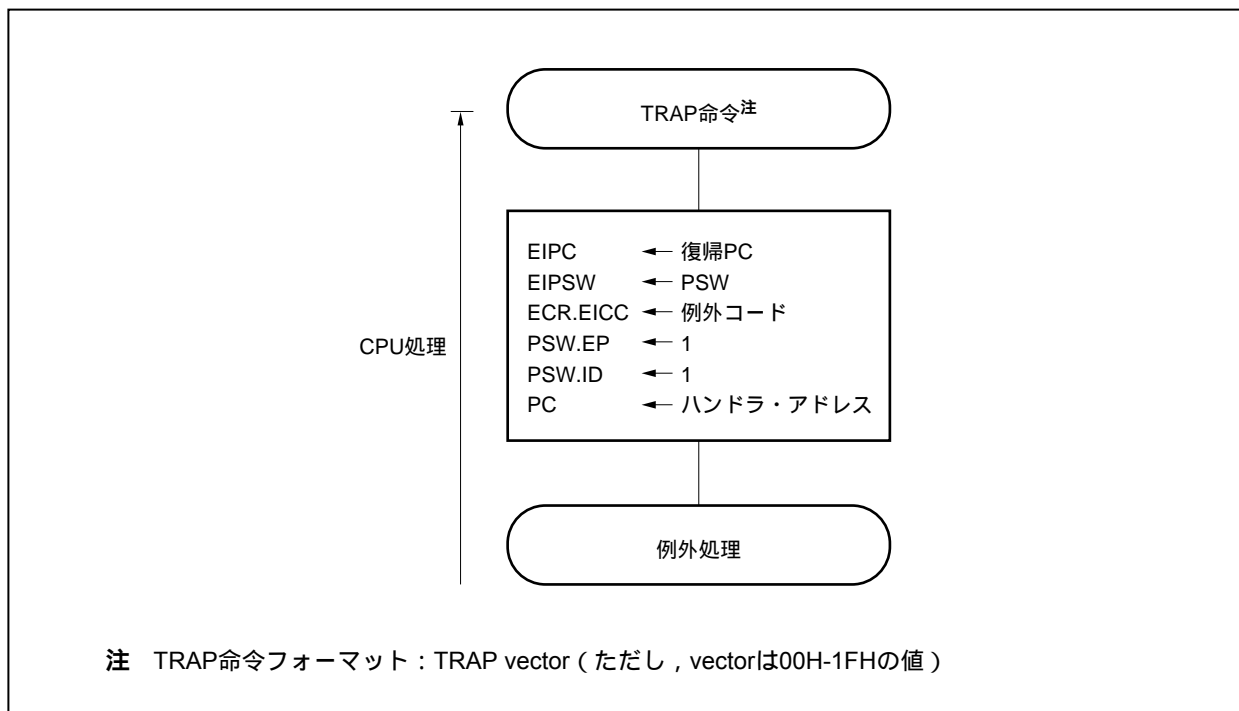 TRAP命令注
EIPC ← 復帰PC
EIPSW ← PSW
ECR.EICC ← 例外コード
PSW.EP ← 1
PSW.ID ← 1
PC ← ハンドラ・アドレス
CPU処理
例外処理
注 TRAP命令フォーマット：TRAP vector（ただし，vectorは00H-1FHの値）